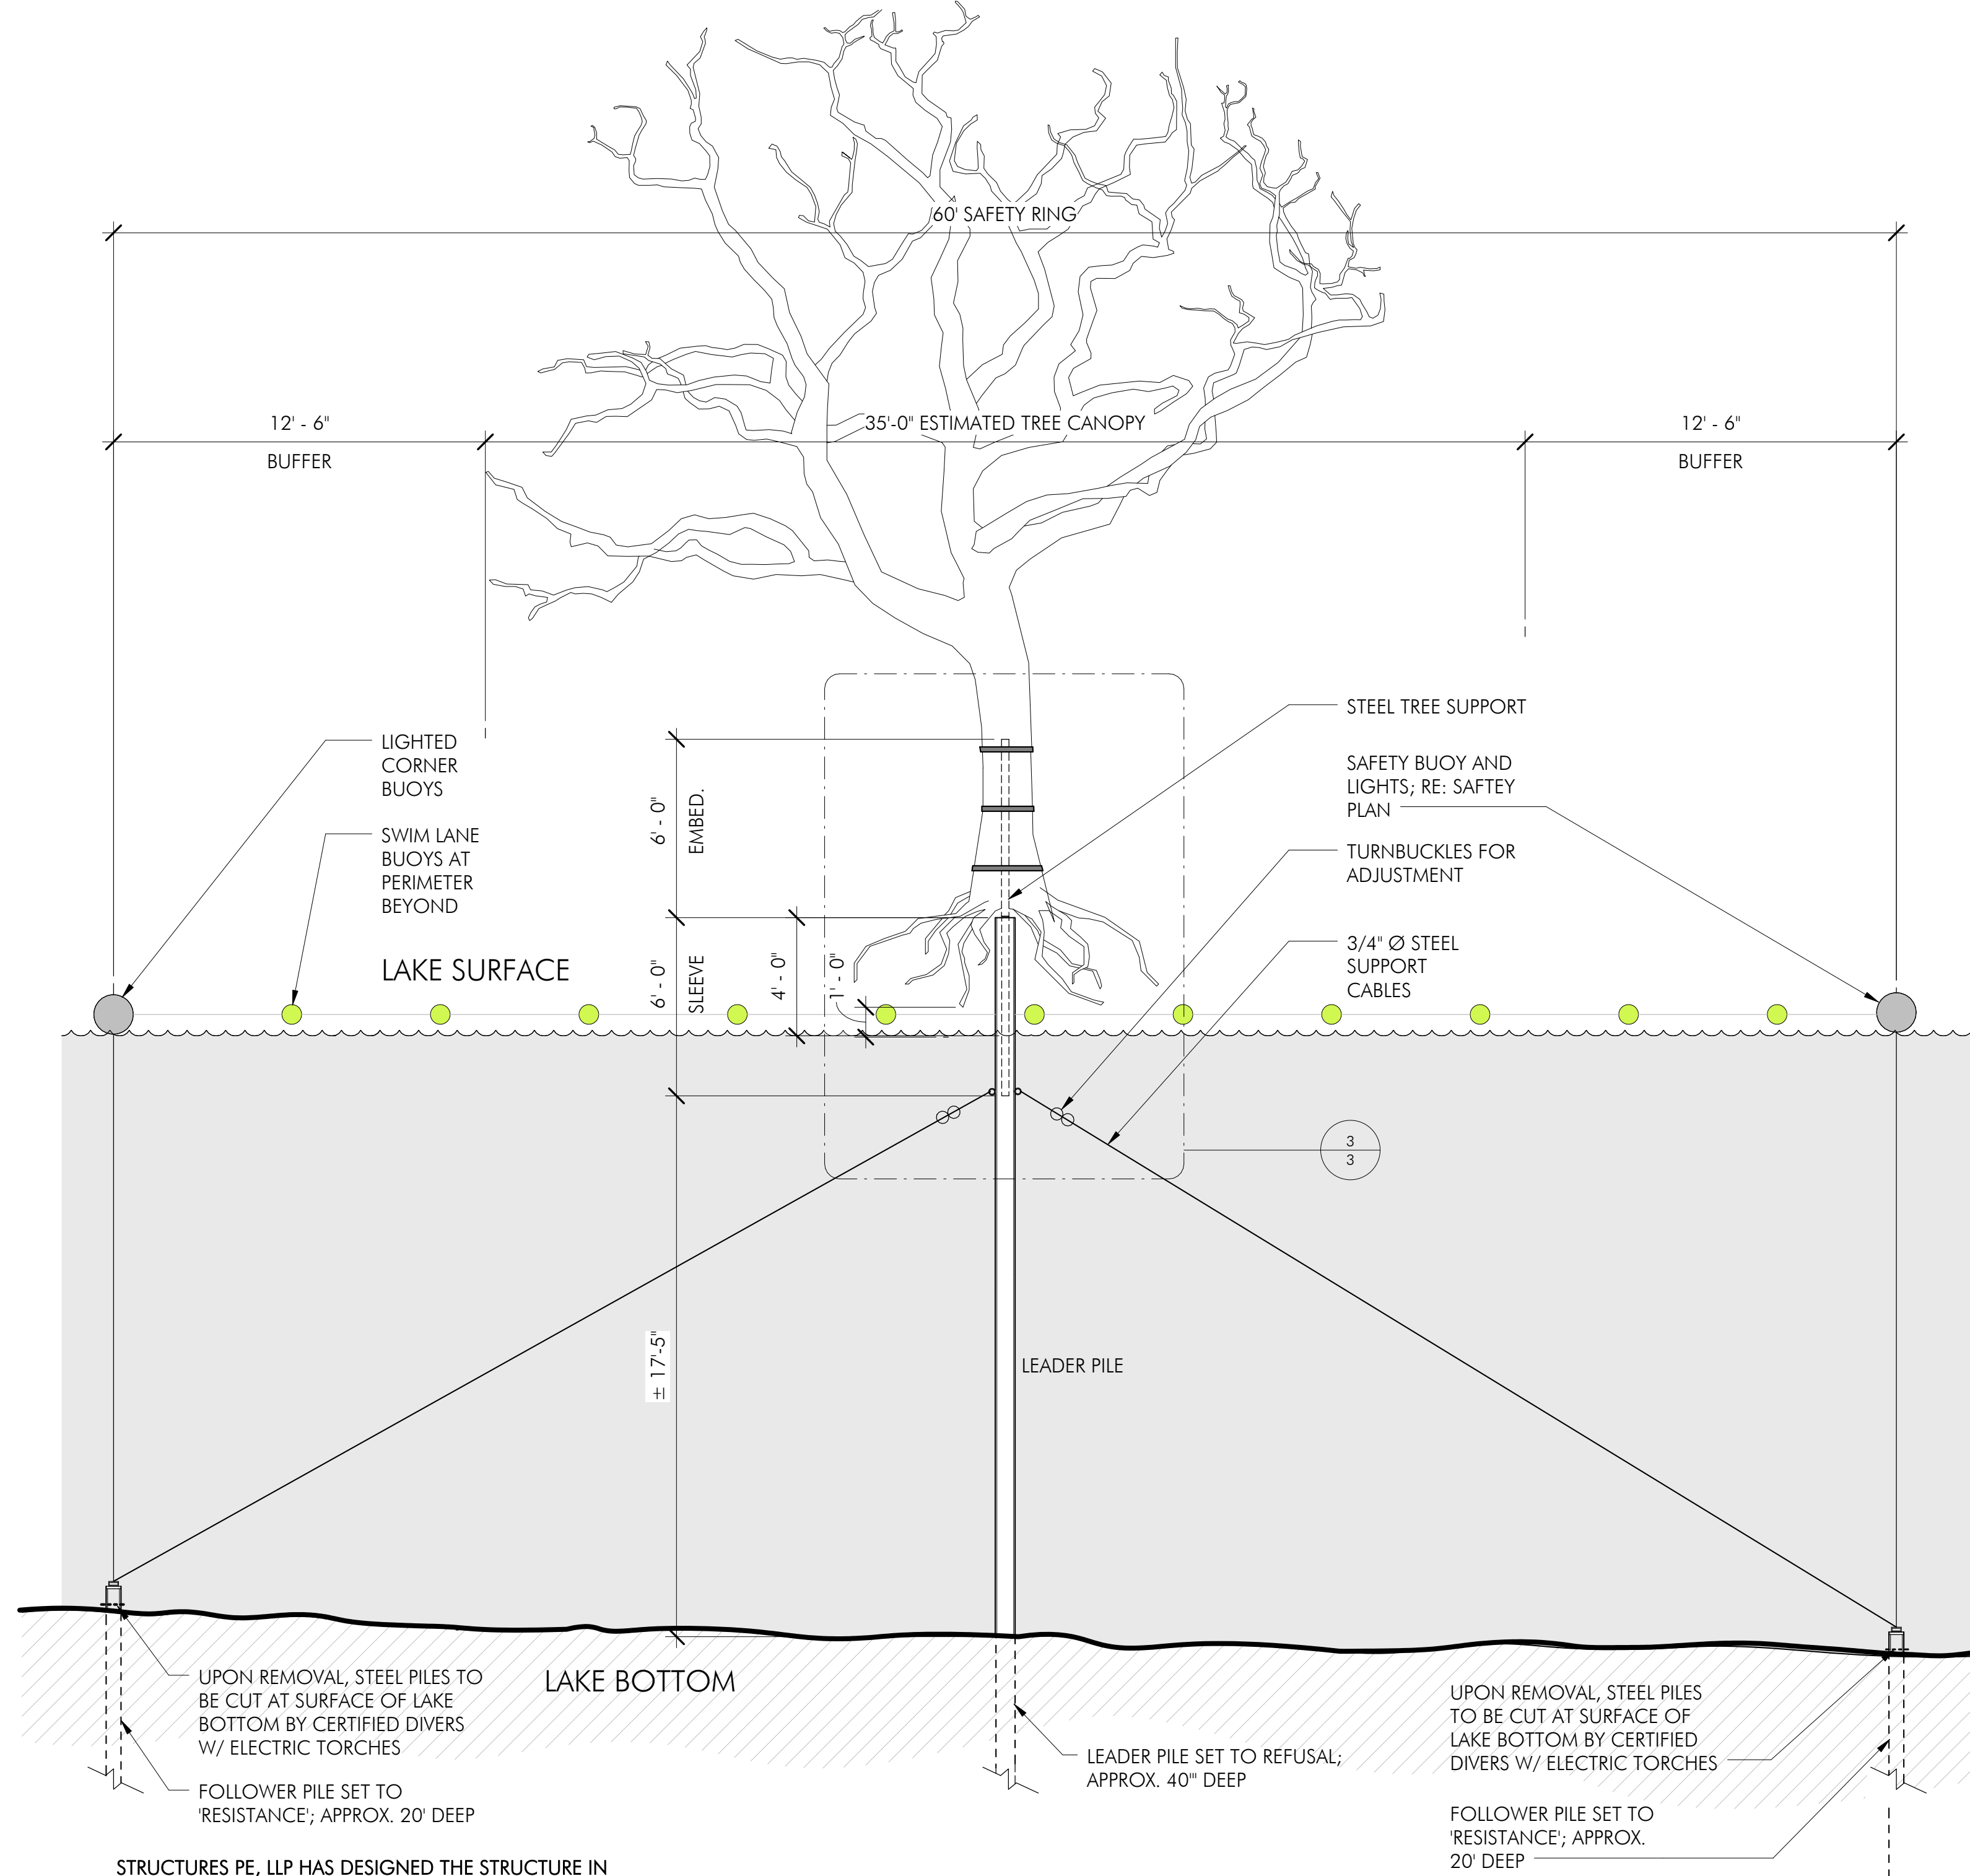 60' SAFETY RING
12' - 6"
BUFFER
35'-0" ESTIMATED TREE CANOPY
12' - 6"
BUFFER
STEEL TREE SUPPORT
LIGHTED
CORNER
BUOYS
SAFETY BUOY AND
LIGHTS; RE: SAFTEY
PLAN
6' - 0"
EMBED.
SWIM LANE
BUOYS AT
PERIMETER
BEYOND
TURNBUCKLES FOR
ADJUSTMENT
LAKE SURFACE
6' - 0"
SLEEVE
4' - 0"
1' - 0"
3/4" Ø STEEL
SUPPORT
CABLES
3
3
± 17'-5"
LEADER PILE
UPON REMOVAL, STEEL PILES TO
BE CUT AT SURFACE OF LAKE
BOTTOM BY CERTIFIED DIVERS
W/ ELECTRIC TORCHES
LAKE BOTTOM
UPON REMOVAL, STEEL PILES
TO BE CUT AT SURFACE OF
LAKE BOTTOM BY CERTIFIED
DIVERS W/ ELECTRIC TORCHES
LEADER PILE SET TO REFUSAL;
APPROX. 40'" DEEP
FOLLOWER PILE SET TO
'RESISTANCE'; APPROX. 20' DEEP
FOLLOWER PILE SET TO
'RESISTANCE'; APPROX.
20' DEEP
STRUCTURES PE, LLP HAS DESIGNED THE STRUCTURE IN